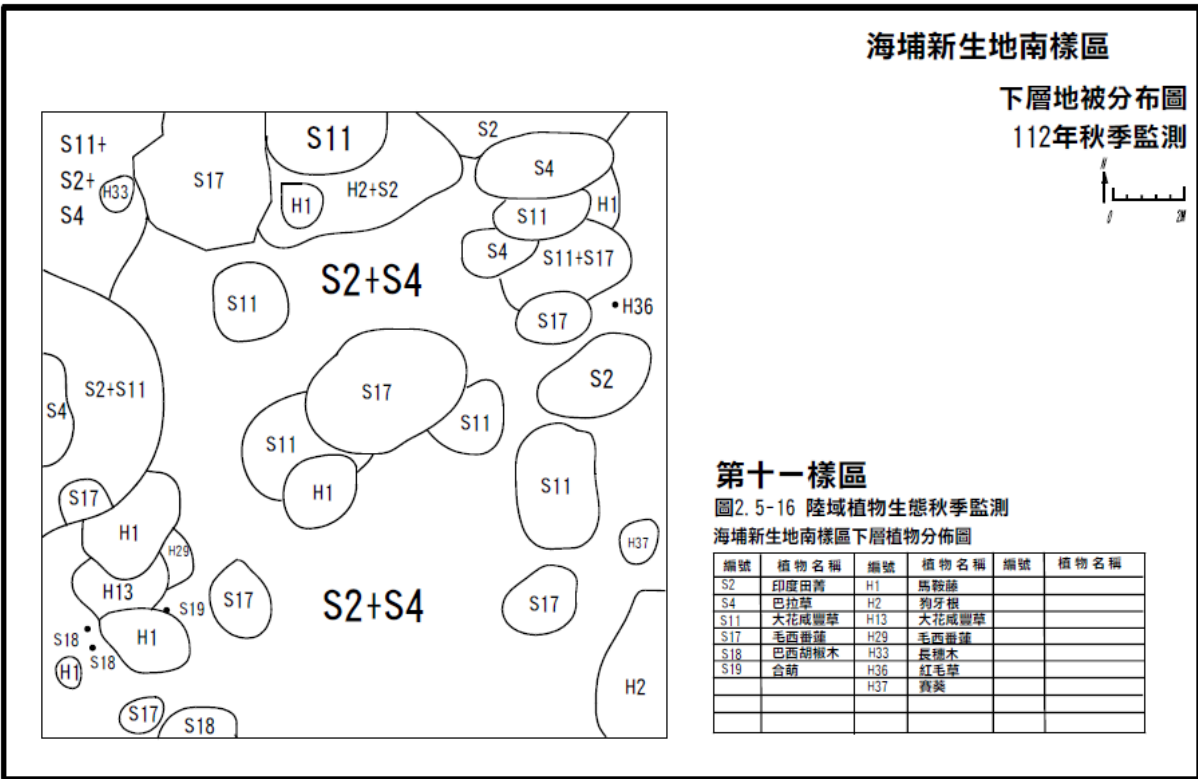 海埔新生地南樣區
下層地被分布圖
112年秋季監測
N
0 2M
S11+
S2+
S4
H33
S17
S11
H2+S2
H1
S2
S4
S11
H1
S4
S11+S17
S17
H36
S11
S2+S4
S2+S11
S4
S17
S11
S11
H1
S2
S11
S17
H1
H29
H13
S19
S17
H1
S18
S18
H1
S2+S4
S17
H37
H2
S17
S18
第十一樣區
圖2.5-16 陸域植物生態秋季監測
海埔新生地南樣區下層植物分佈圖
編號 植物名稱 編號 植物名稱 編號 植物名稱
S2 印度田菁 H1 馬鞍藤
S4 巴拉草 H2 狗牙根
S11 大花咸豐草 H13 大花咸豐草
S17 毛西番蓮 H29 毛西番蓮
S18 巴西胡椒木 H33 長穗木
S19 合萌 H36 紅毛草
H37 賽葵